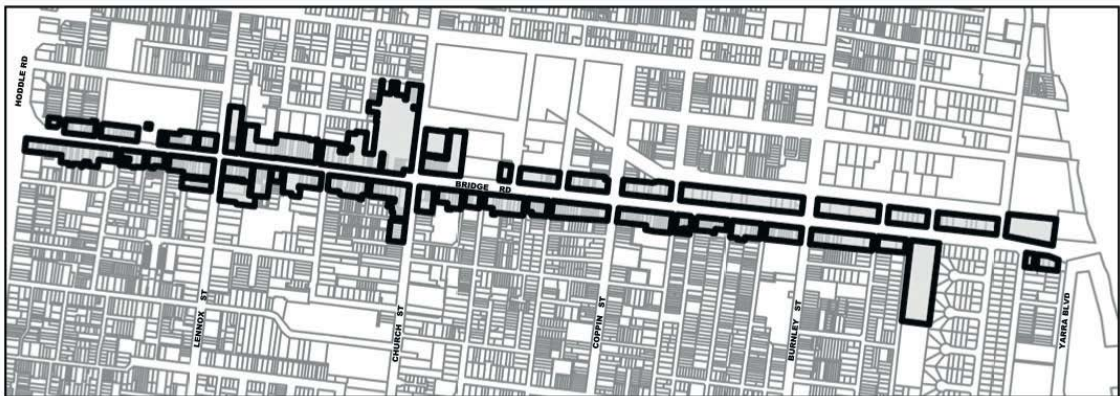 HODDLE RD
BRIDGE RD
LENNOX ST
CHURCH ST
COPPIN ST
BURNLEY ST
YARRA BLVD